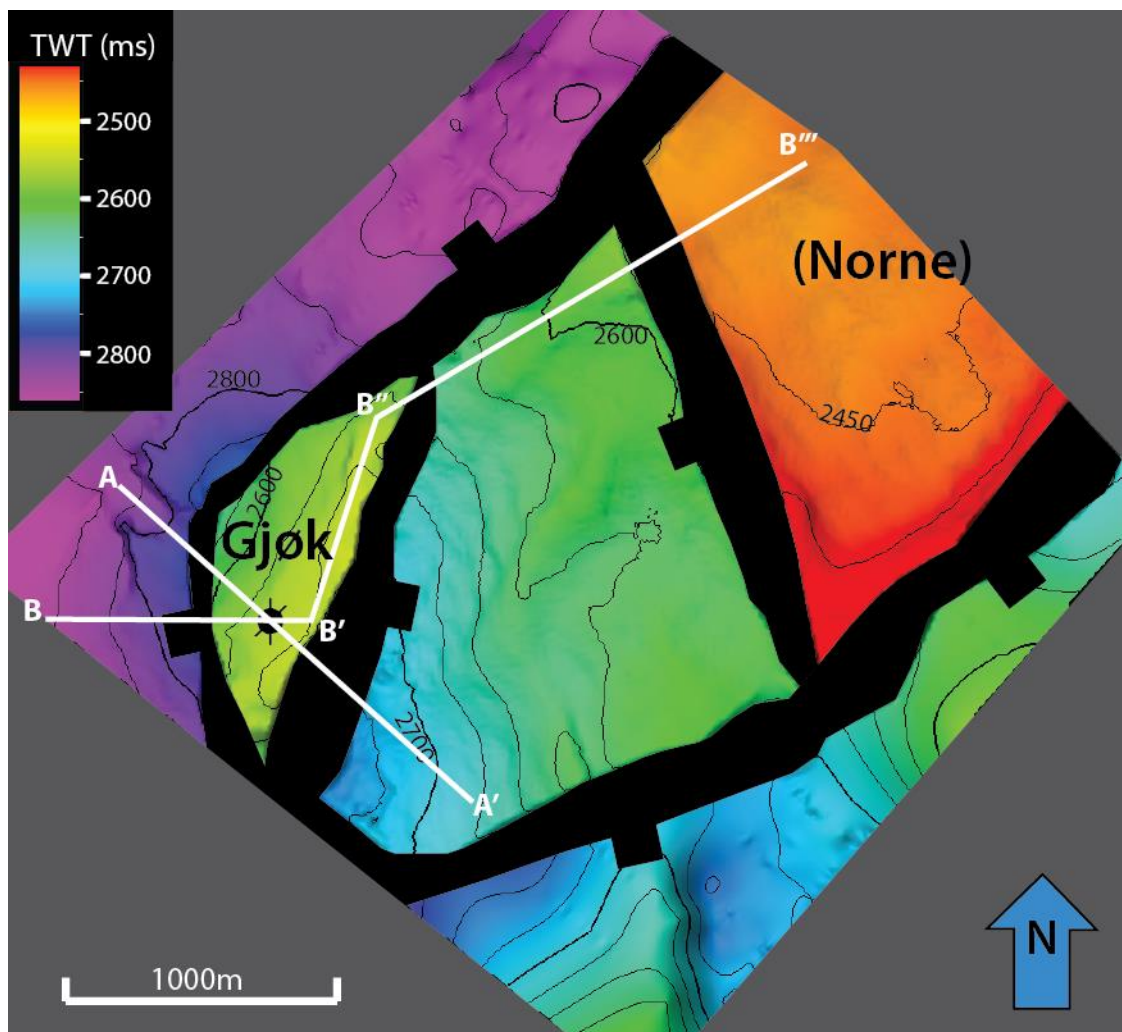 TWT (ms)
2500
2600
2700
2800
B‴
(Norne)
2600
2800
B″
2450
A
2600
Gjøk
B
B′
2700
A′
N
1000m